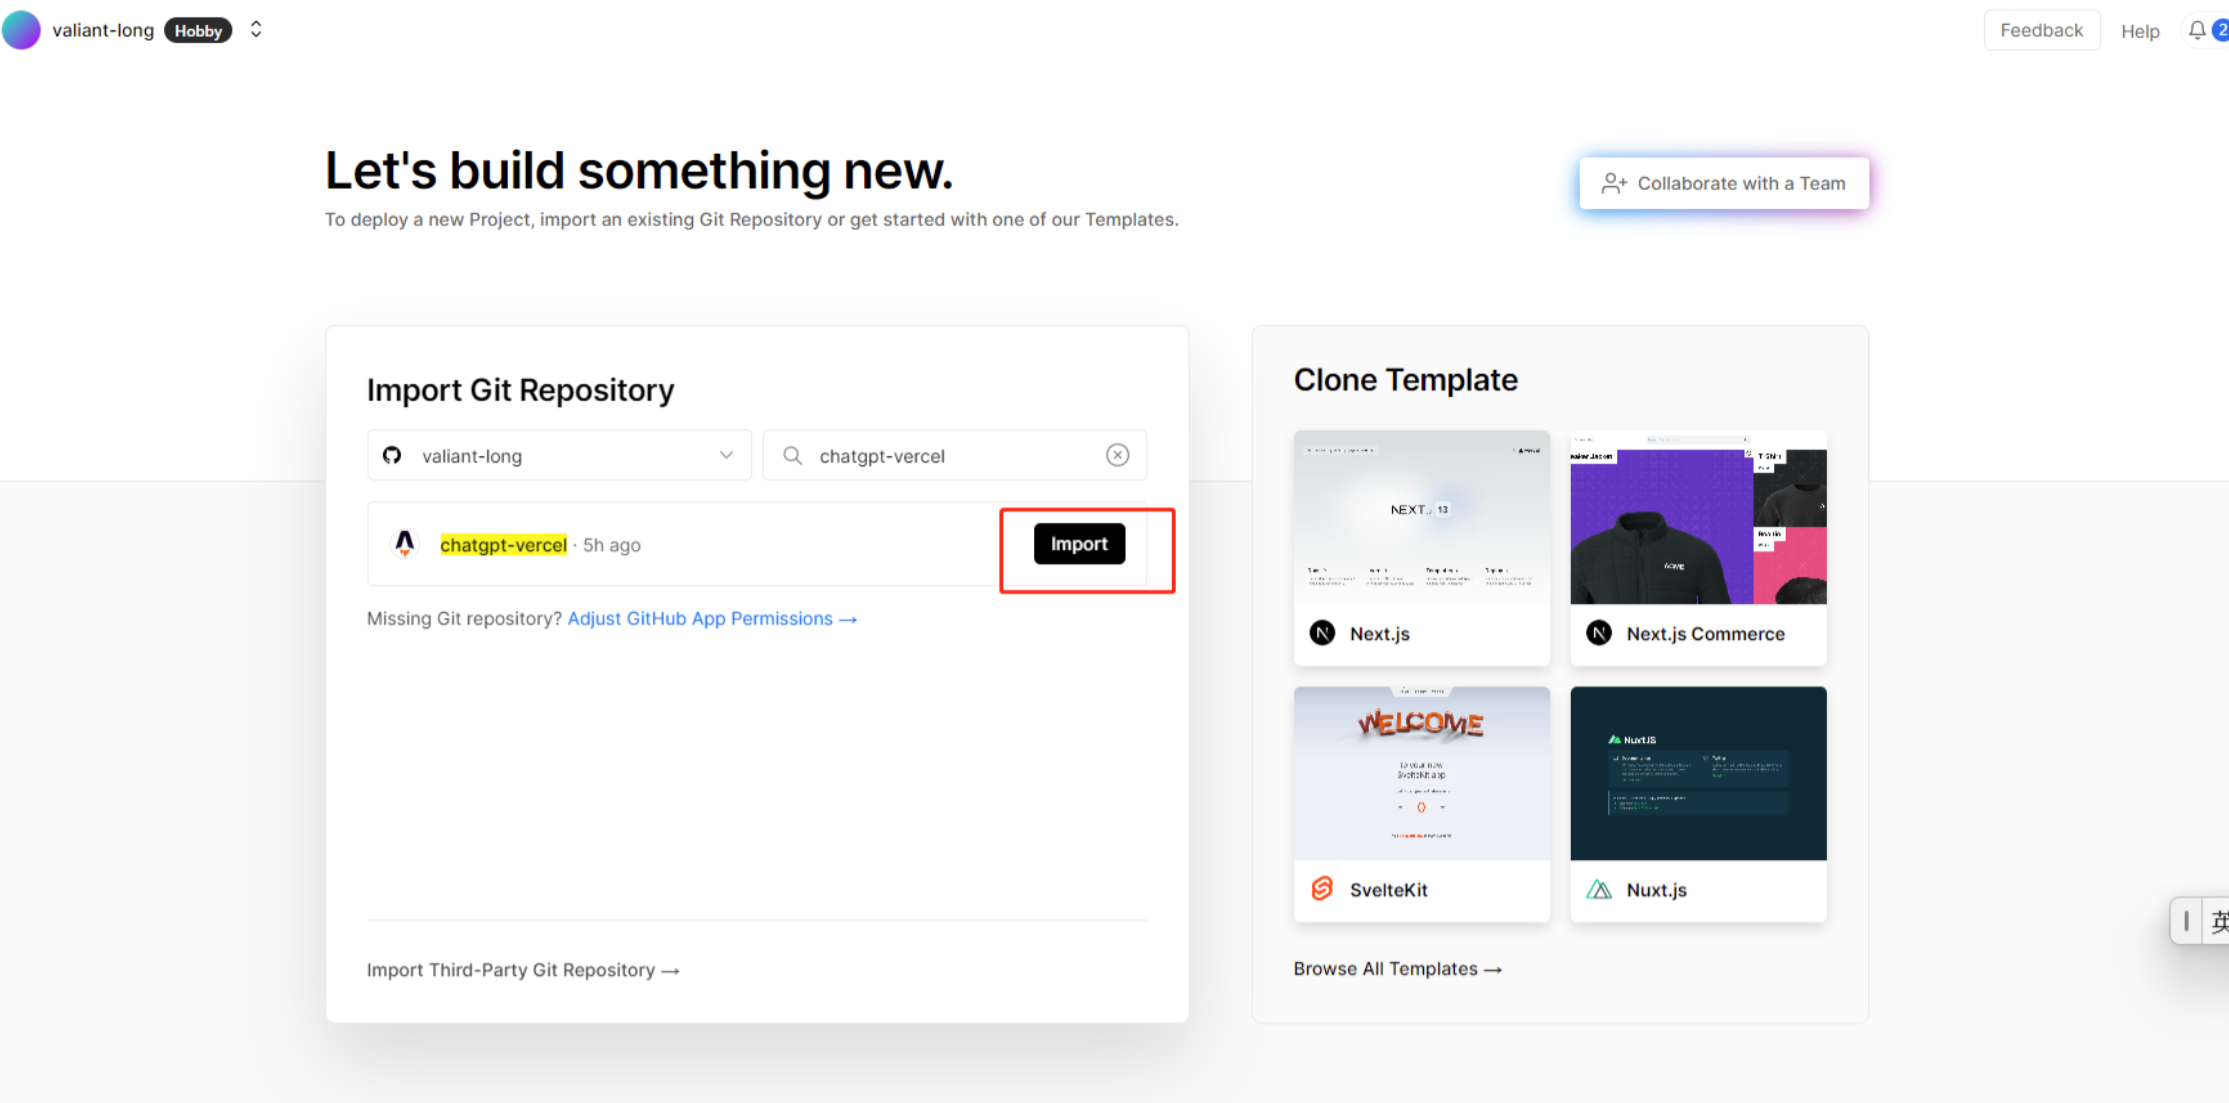 valiant-long Hobby
Feedback Help 2
Let's build something new.
Collaborate with a Team
To deploy a new Project, import an existing Git Repository or get started with one of our Templates.
Import Git Repository
valiant-long
chatgpt-vercel
chatgpt-vercel · 5h ago
Import
Missing Git repository? Adjust GitHub App Permissions →
Import Third-Party Git Repository →
Clone Template
NEXT.js 13
Next.js
ACME
Next.js Commerce
WELCOME
to your new
SvelteKit app
SvelteKit
NuxtJS
Nuxt.js
Browse All Templates →
英